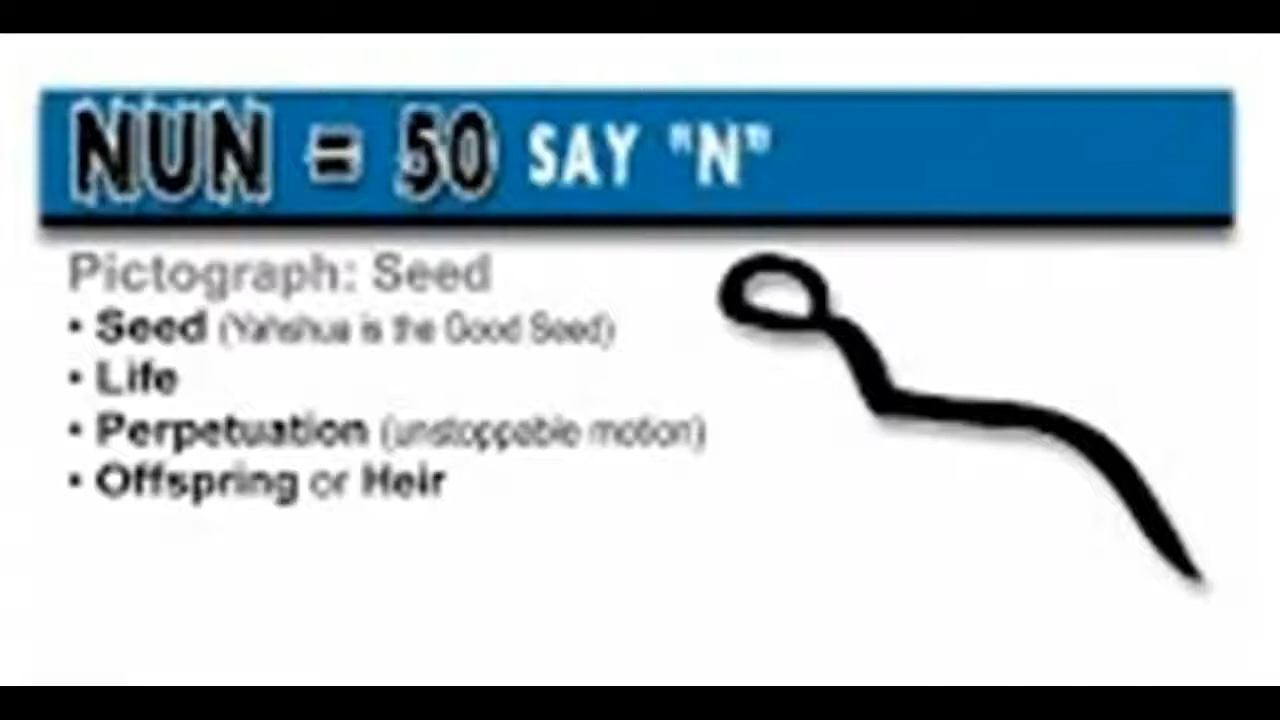 NUN = 50 SAY "N"
Pictograph: Seed
• Seed (Yahshua is the Good Seed)
• Life
• Perpetuation (unstoppable motion)
• Offspring or Heir